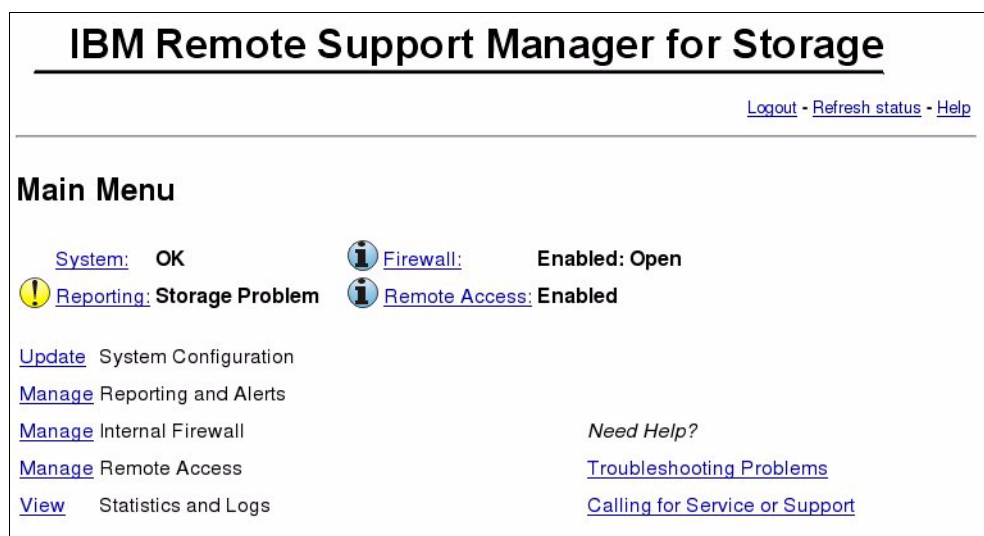 IBM Remote Support Manager for Storage
Logout - Refresh status - Help
Main Menu
System: OK Firewall: Enabled: Open
Reporting: Storage Problem Remote Access: Enabled
Update System Configuration
Manage Reporting and Alerts
Manage Internal Firewall Need Help?
Manage Remote Access Troubleshooting Problems
View Statistics and Logs Calling for Service or Support